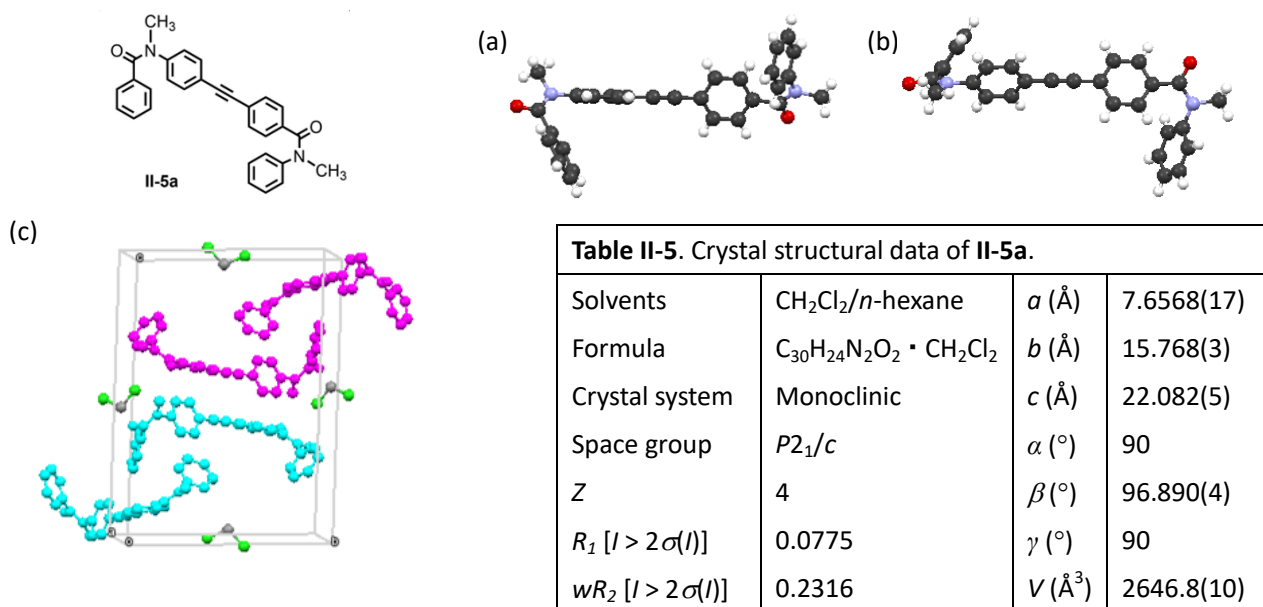 CH3
O
N
O
N
CH3
II-5a
(a)
(b)
(c)
Table II-5. Crystal structural data of II-5a.
Solvents CH2Cl2/n-hexane a (Å) 7.6568(17)
Formula C30H24N2O2・CH2Cl2 b (Å) 15.768(3)
Crystal system Monoclinic c (Å) 22.082(5)
Space group P21/c α (°) 90
Z 4 β (°) 96.890(4)
R1 [I > 2σ(I)] 0.0775 γ (°) 90
wR2 [I > 2σ(I)] 0.2316 V (Å3) 2646.8(10)